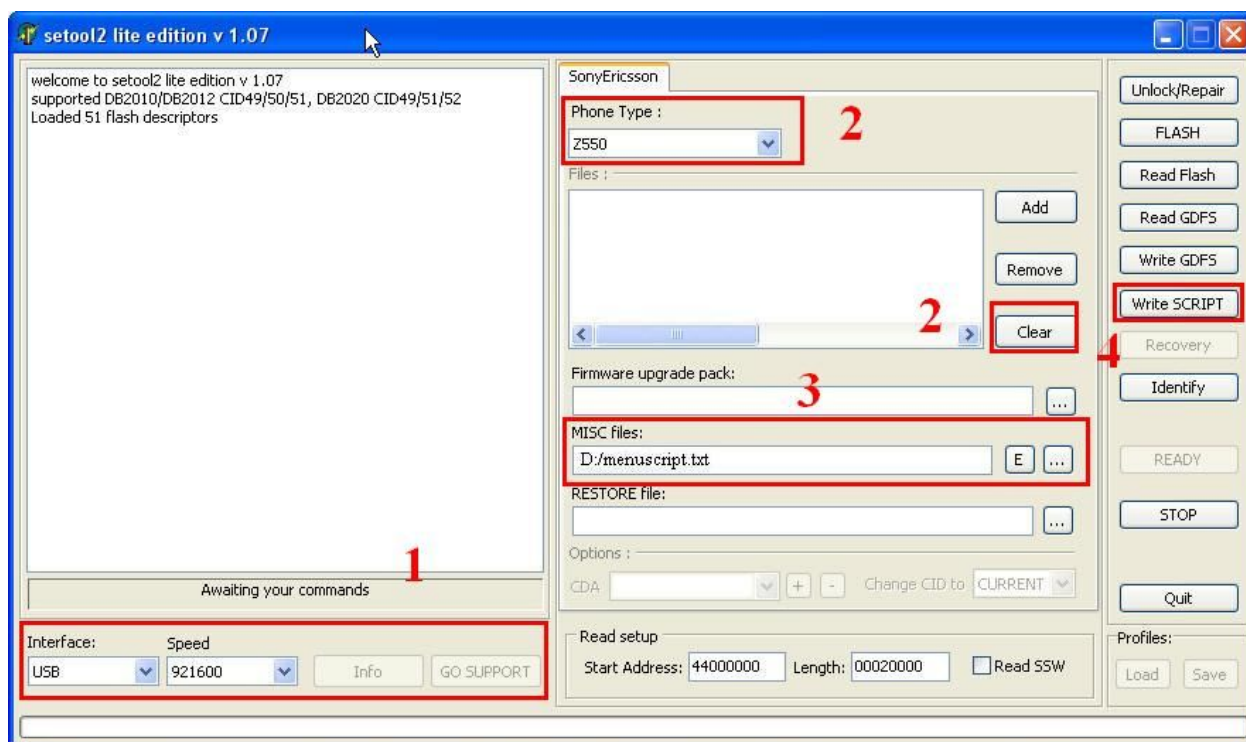 setool2 lite edition v 1.07
welcome to setool2 lite edition v 1.07
supported DB2010/DB2012 CID49/50/51, DB2020 CID49/51/52
Loaded 51 flash descriptors
Awaiting your commands
1
Interface:
Speed
USB
921600
Info
GO SUPPORT
SonyEricsson
Phone Type :
Z550
2
Files :
Add
Remove
2
Clear
Firmware upgrade pack:
3
...
MISC files:
D:/menuscript.txt
E
...
RESTORE file:
...
Options :
CDA
+
-
Change CID to
CURRENT
Read setup
Start Address:
44000000
Length:
00020000
Read SSW
Unlock/Repair
FLASH
Read Flash
Read GDFS
Write GDFS
Write SCRIPT
4
Recovery
Identify
READY
STOP
Quit
Profiles:
Load
Save